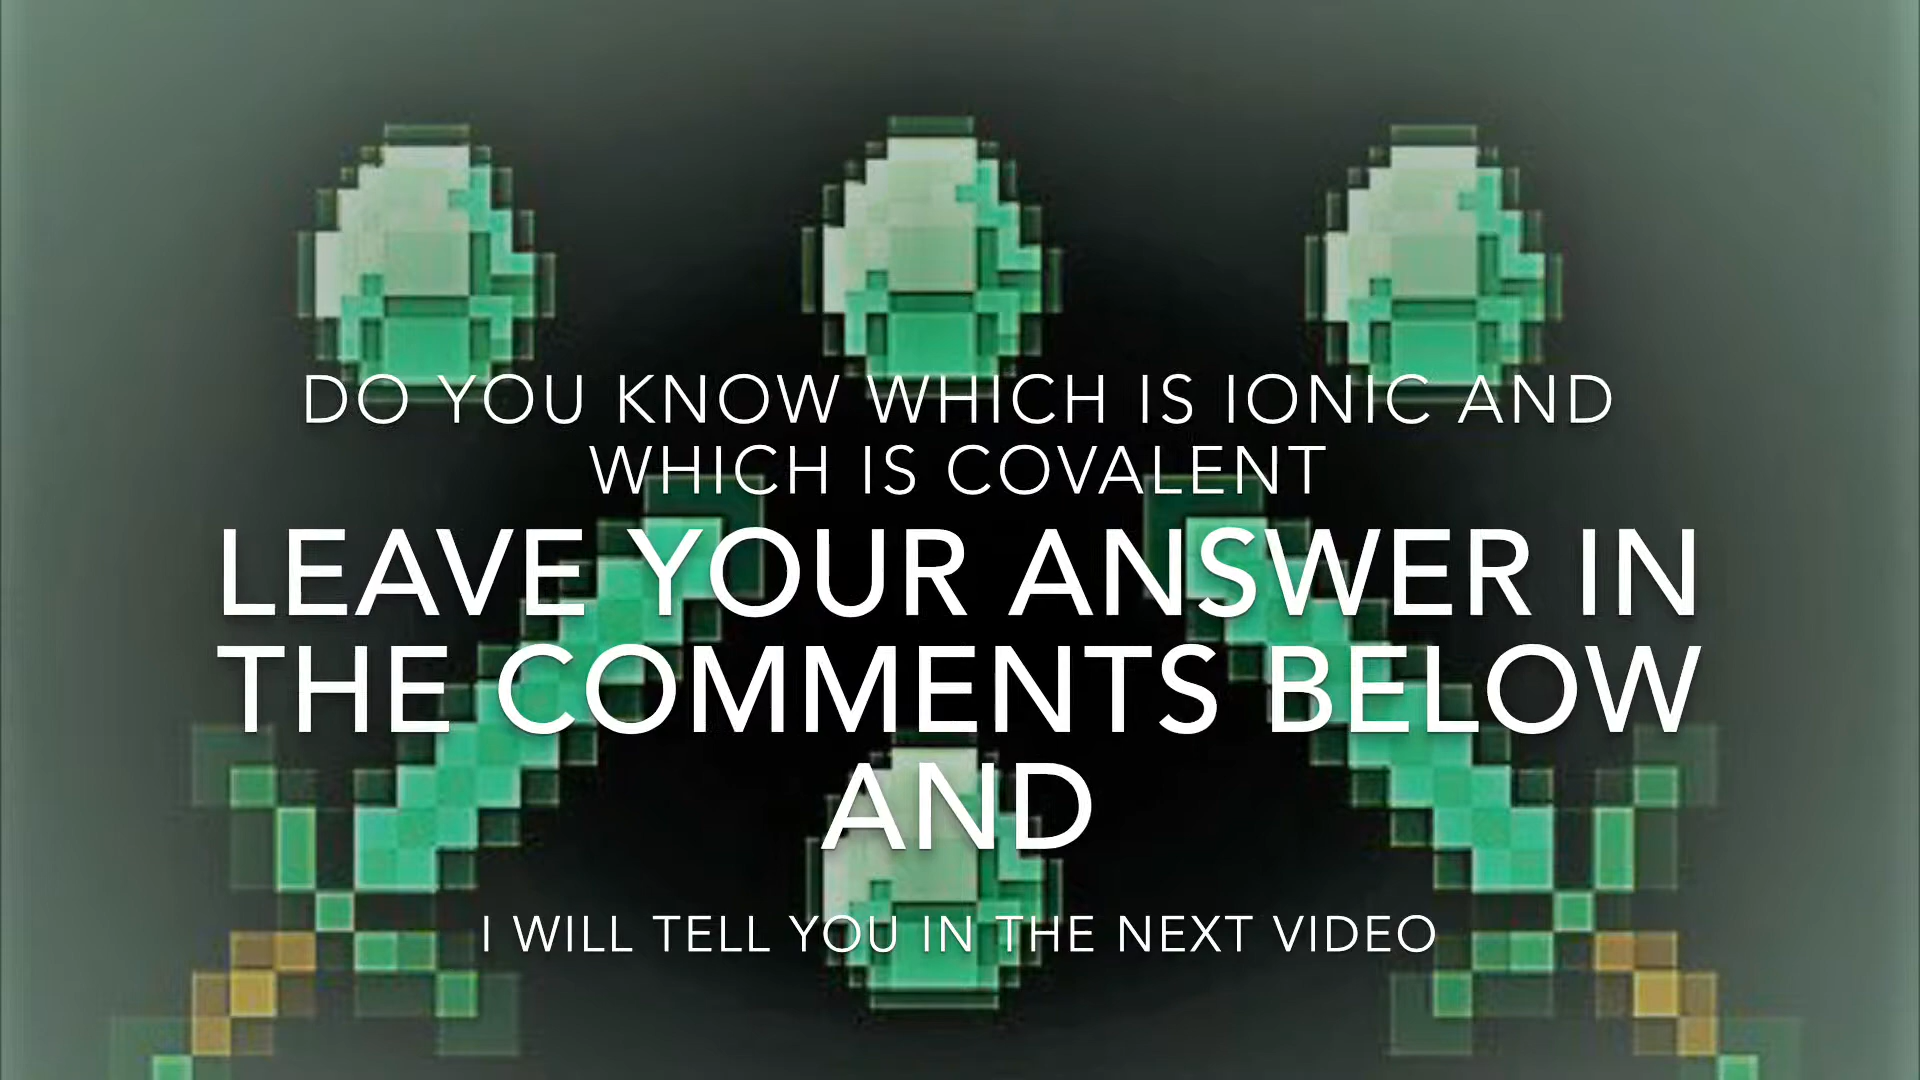 DO YOU KNOW WHICH IS IONIC AND
WHICH IS COVALENT
LEAVE YOUR ANSWER IN
THE COMMENTS BELOW
AND
I WILL TELL YOU IN THE NEXT VIDEO